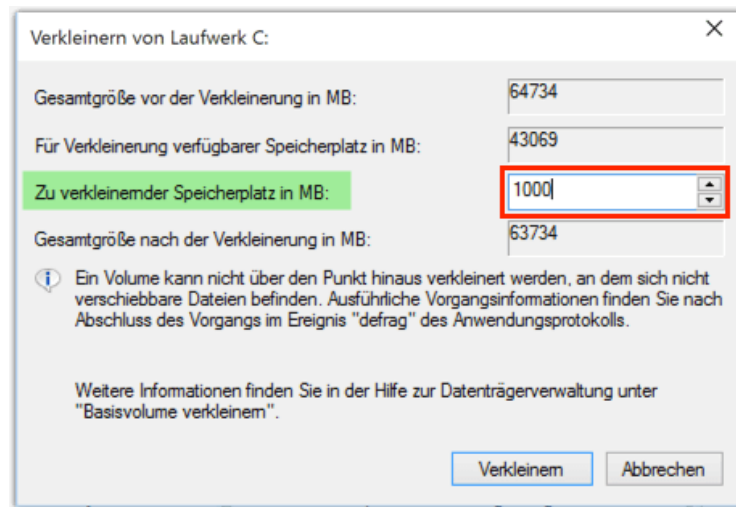 Verkleinern von Laufwerk C:
Gesamtgröße vor der Verkleinerung in MB: 64734
Für Verkleinerung verfügbarer Speicherplatz in MB: 43069
Zu verkleinernder Speicherplatz in MB: 1000
Gesamtgröße nach der Verkleinerung in MB: 63734
Ein Volume kann nicht über den Punkt hinaus verkleinert werden, an dem sich nicht
verschiebbare Dateien befinden. Ausführliche Vorgangsinformationen finden Sie nach
Abschluss des Vorgangs im Ereignis "defrag" des Anwendungsprotokolls.
Weitere Informationen finden Sie in der Hilfe zur Datenträgerverwaltung unter
"Basisvolume verkleinern".
Verkleinern Abbrechen